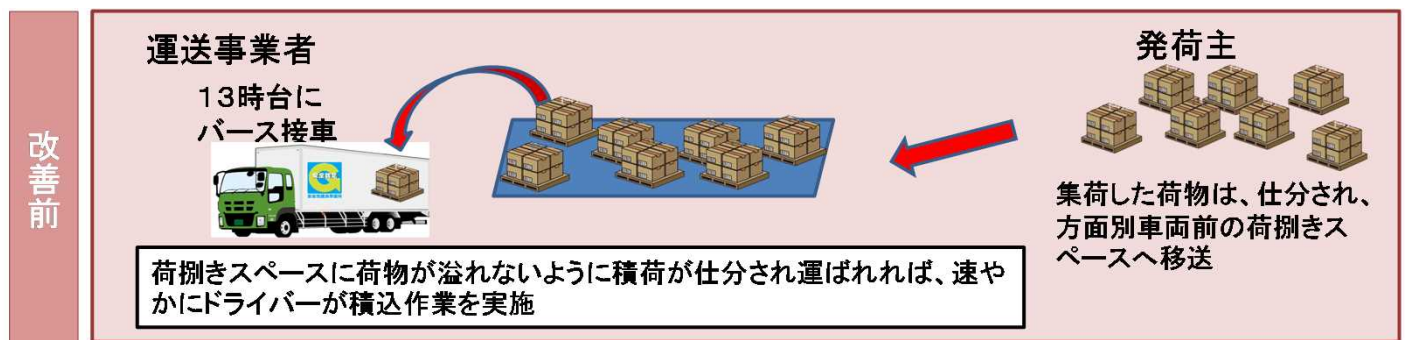 改善前
運送事業者
13時台に
バース接車
発荷主
集荷した荷物は、仕分され、
方面別車両前の荷捌きス
ペースへ移送
荷捌きスペースに荷物が溢れないように積荷が仕分され運ばれれば、速や
かにドライバーが積込作業を実施